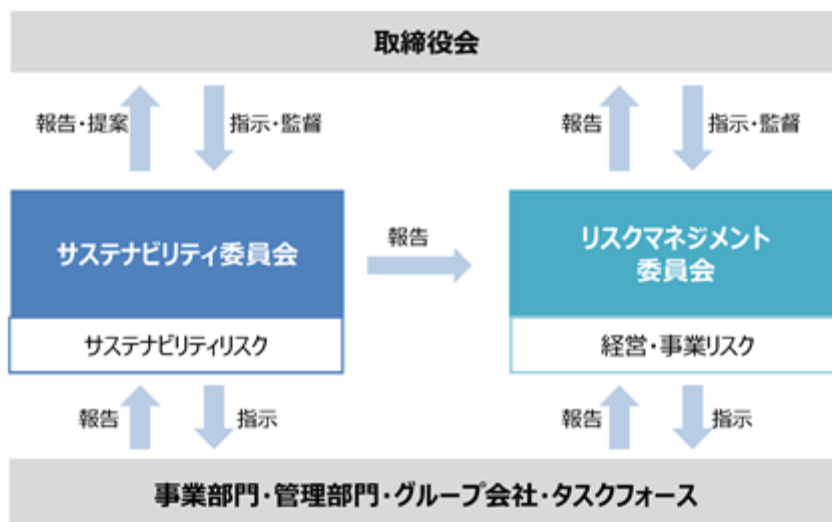 取締役会
報告・提案
指示・監督
報告
指示・監督
サステナビリティ委員会
報告
リスクマネジメント
委員会
サステナビリティリスク
経営・事業リスク
報告
指示
報告
指示
事業部門・管理部門・グループ会社・タスクフォース